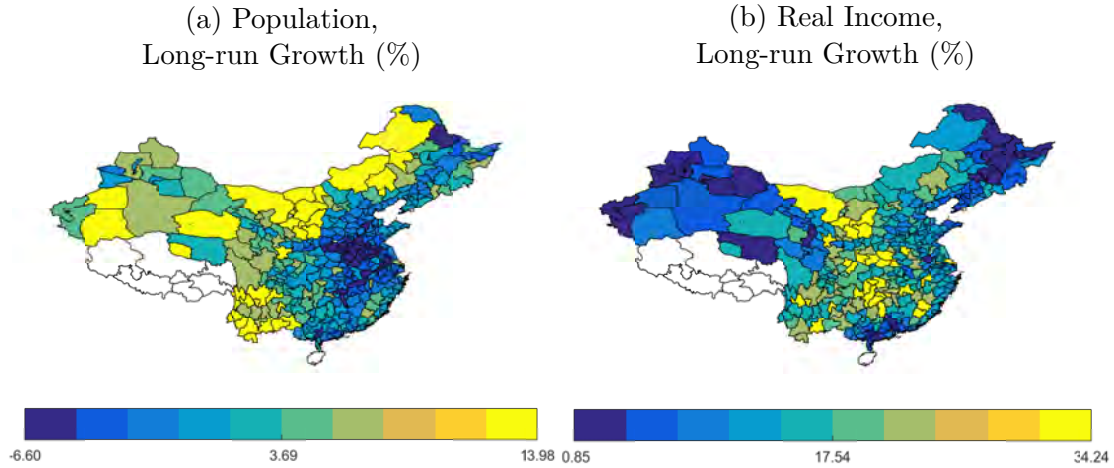 (a) Population,
Long-run Growth (%)
(b) Real Income,
Long-run Growth (%)
-6.60 3.69 13.98
0.85 17.54 34.24